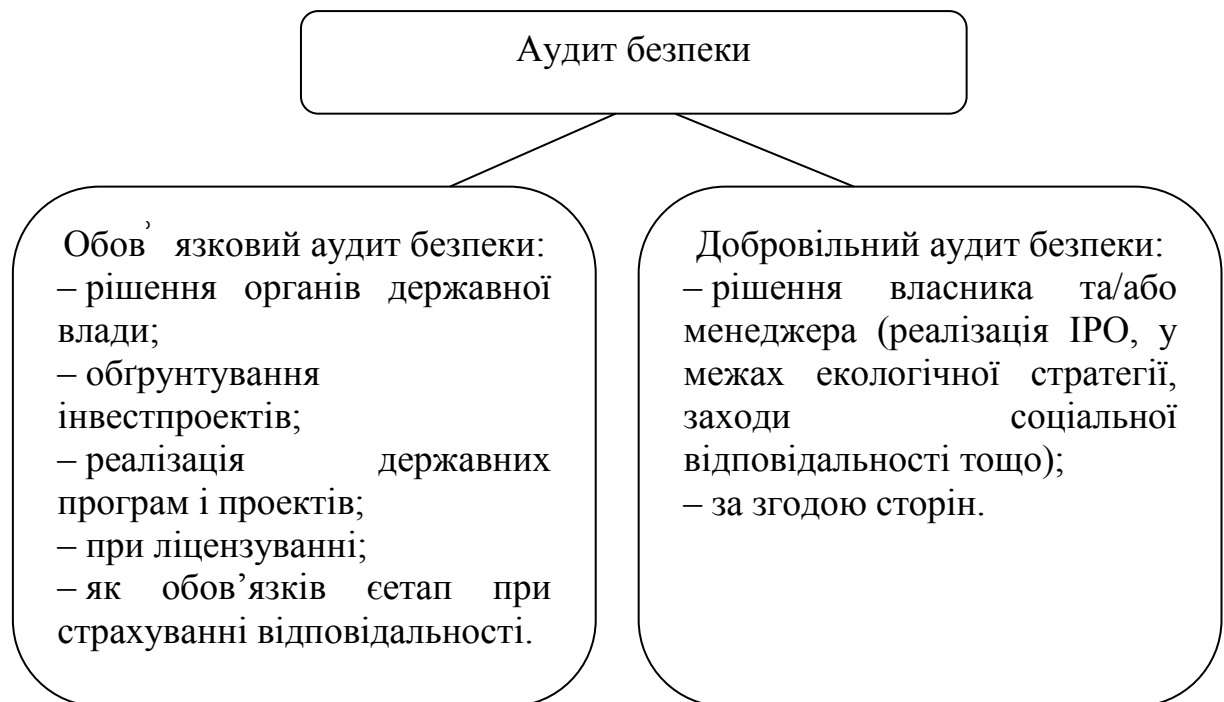 Аудит безпеки
Обов’ язковий аудит безпеки:
– рішення органів державної
влади;
– обґрунтування
інвестпроектів;
– реалізація державних
програм і проектів;
– при ліцензуванні;
– як обов’язків єетап при
страхуванні відповідальності.
Добровільний аудит безпеки:
– рішення власника та/або
менеджера (реалізація ІРО, у
межах екологічної стратегії,
заходи соціальної
відповідальності тощо);
– за згодою сторін.